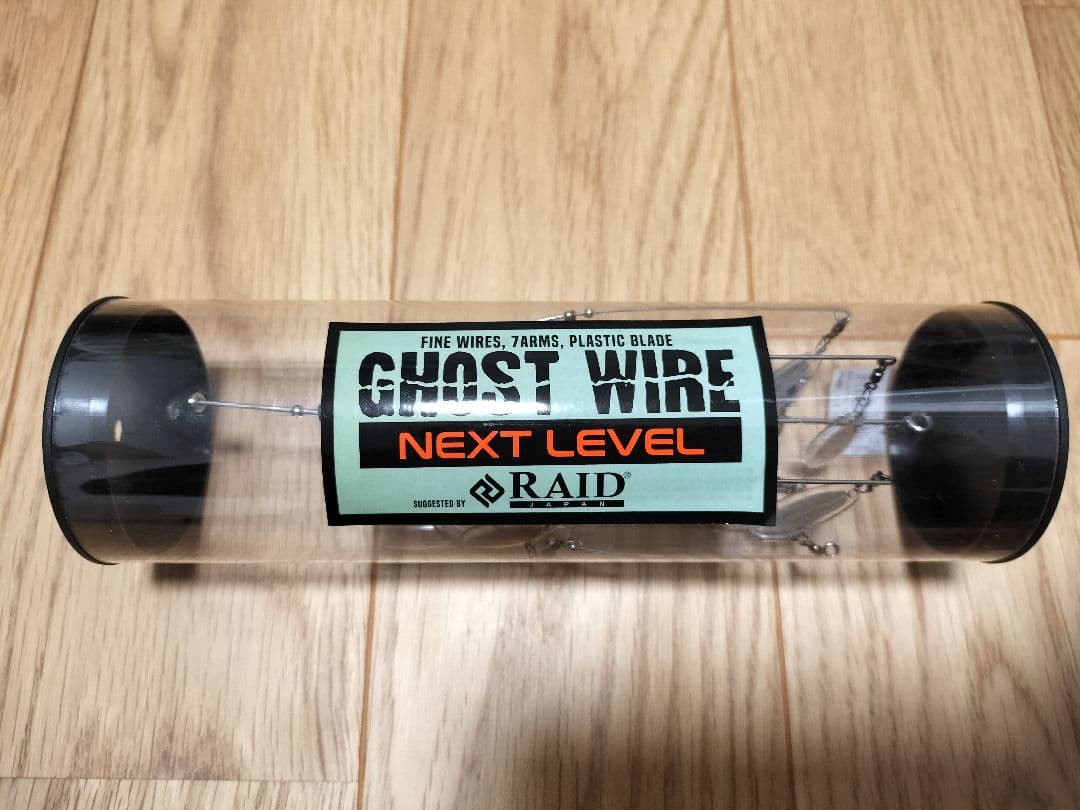 FINE WIRES, 7ARMS, PLASTIC BLADE
GHOST WIRE
NEXT LEVEL
SUGGESTED BY RAID®
JAPAN